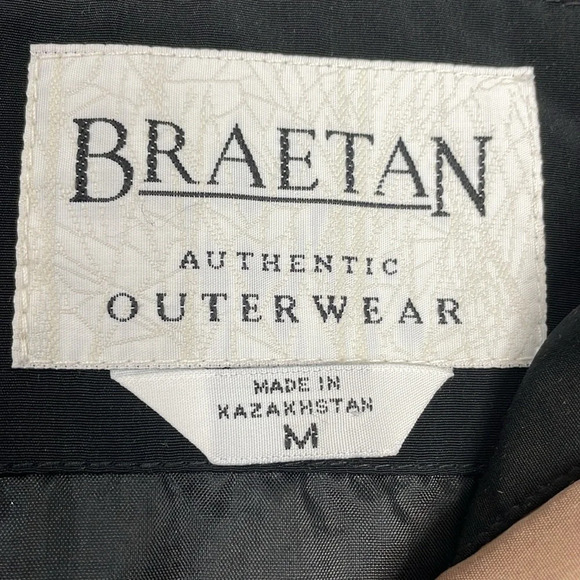 BRAETAN
AUTHENTIC
OUTERWEAR
MADE IN
KAZAKHSTAN
M